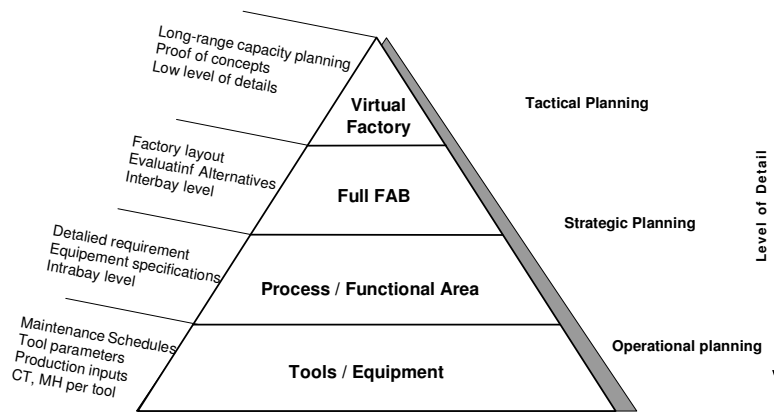 Long-range capacity planning
Proof of concepts
Low level of details
Virtual
Factory
Tactical Planning
Factory layout
Evaluatinf Alternatives
Interbay level
Full FAB
Strategic Planning
Level of Detail
Detalied requirement
Equipement specifications
Intrabay level
Process / Functional Area
Maintenance Schedules
Tool parameters
Production inputs
CT, MH per tool
Tools / Equipment
Operational planning